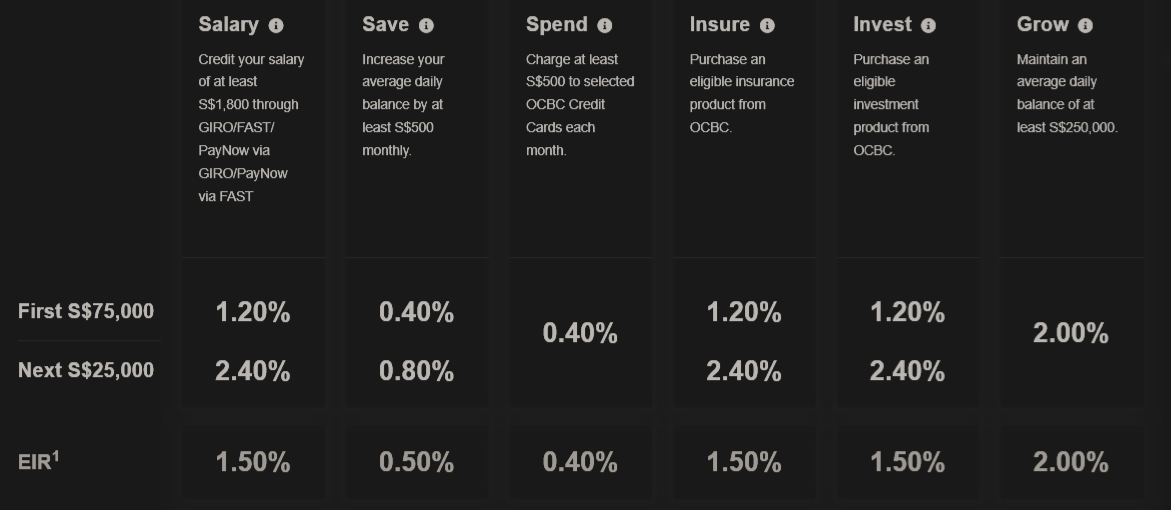 Salary
Credit your salary
of at least
S$1,800 through
GIRO/FAST/
PayNow via
GIRO/PayNow
via FAST
Save
Increase your
average daily
balance by at
least S$500
monthly.
Spend
Charge at least
S$500 to selected
OCBC Credit
Cards each
month.
Insure
Purchase an
eligible insurance
product from
OCBC.
Invest
Purchase an
eligible
investment
product from
OCBC.
Grow
Maintain an
average daily
balance of at
least S$250,000.
First S$75,000 1.20% 0.40% 1.20% 1.20%
0.40% 2.00%
Next S$25,000 2.40% 0.80% 2.40% 2.40%
EIR¹ 1.50% 0.50% 0.40% 1.50% 1.50% 2.00%